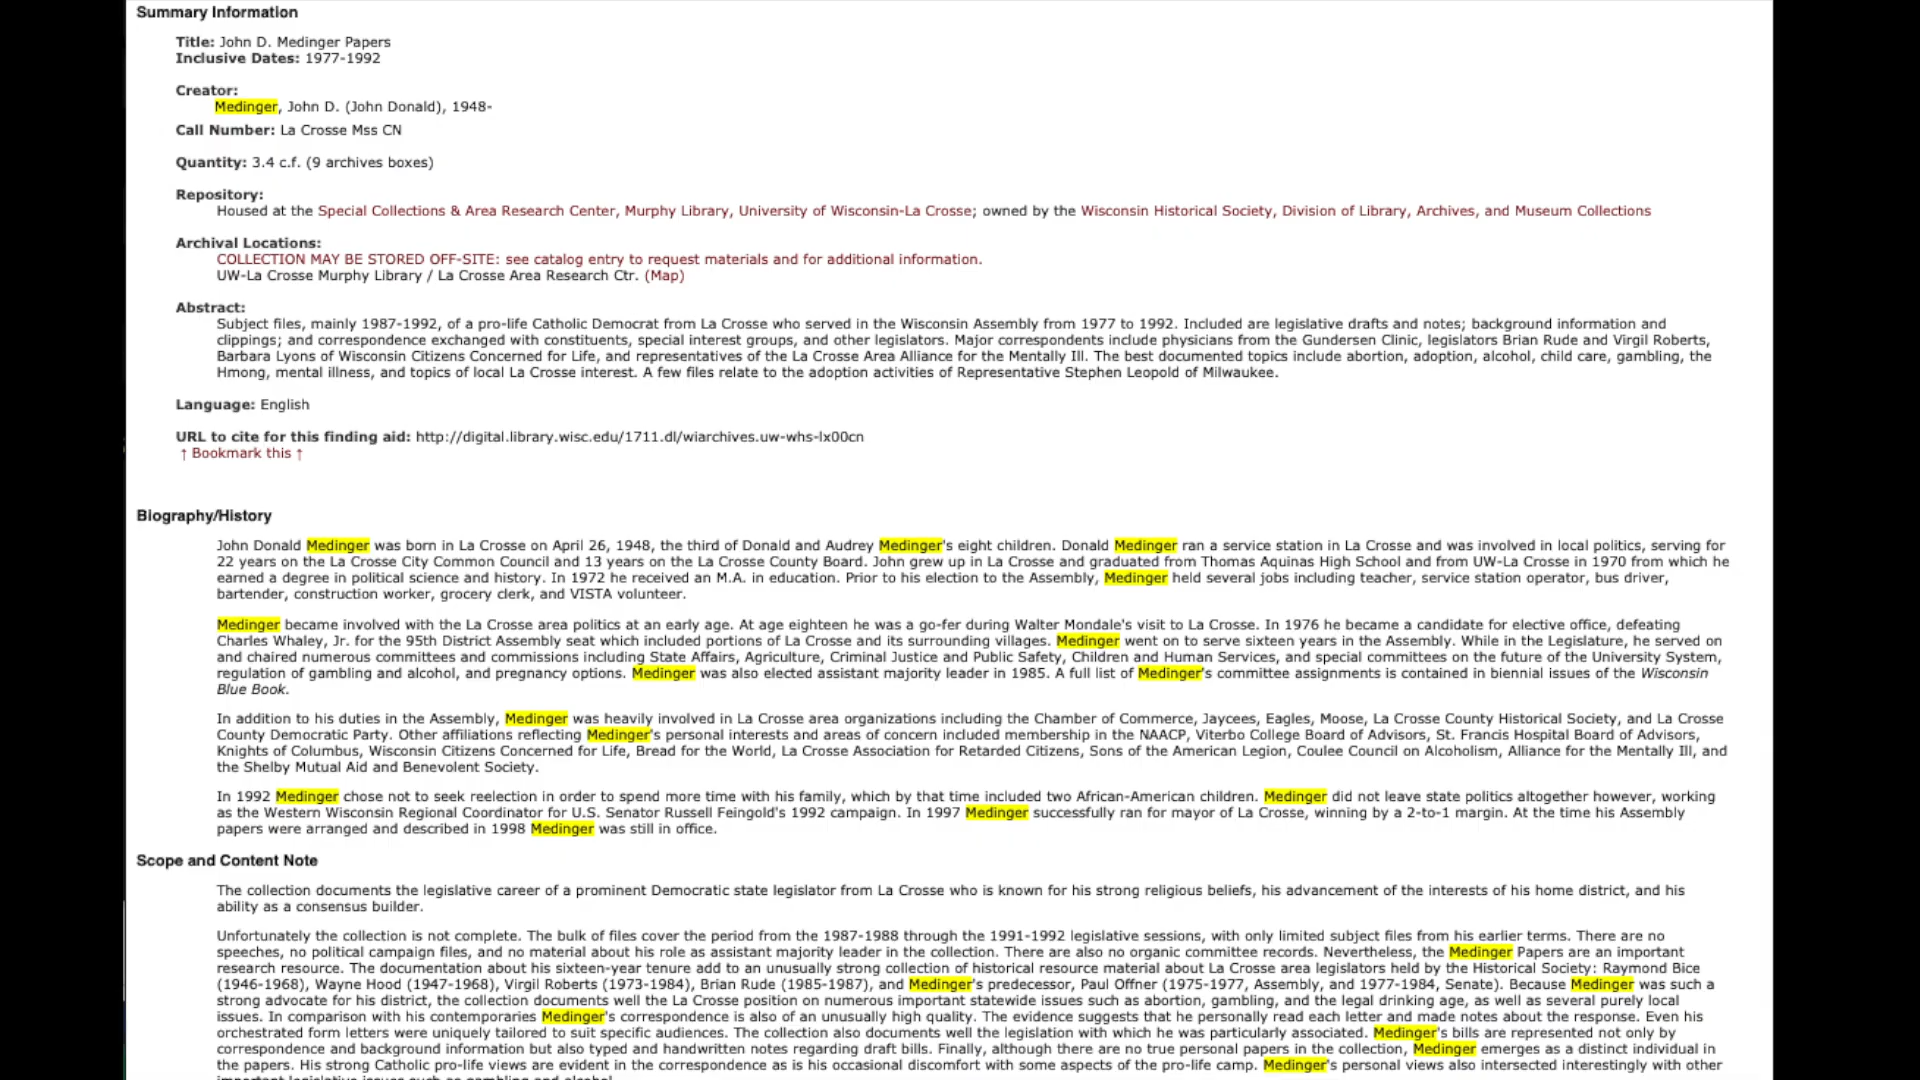 Summary Information
Title: John D. Medinger Papers
Inclusive Dates: 1977-1992
Creator:
Medinger, John D. (John Donald), 1948-
Call Number: La Crosse Mss CN
Quantity: 3.4 c.f. (9 archives boxes)
Repository:
Housed at the Special Collections & Area Research Center, Murphy Library, University of Wisconsin-La Crosse; owned by the Wisconsin Historical Society, Division of Library, Archives, and Museum Collections
Archival Locations:
COLLECTION MAY BE STORED OFF-SITE: see catalog entry to request materials and for additional information.
UW-La Crosse Murphy Library / La Crosse Area Research Ctr. (Map)
Abstract:
Subject files, mainly 1987-1992, of a pro-life Catholic Democrat from La Crosse who served in the Wisconsin Assembly from 1977 to 1992. Included are legislative drafts and notes; background information and
clippings; and correspondence exchanged with constituents, special interest groups, and other legislators. Major correspondents include physicians from the Gundersen Clinic, legislators Brian Rude and Virgil Roberts,
Barbara Lyons of Wisconsin Citizens Concerned for Life, and representatives of the La Crosse Area Alliance for the Mentally Ill. The best documented topics include abortion, adoption, alcohol, child care, gambling, the
Hmong, mental illness, and topics of local La Crosse interest. A few files relate to the adoption activities of Representative Stephen Leopold of Milwaukee.
Language: English
URL to cite for this finding aid: http://digital.library.wisc.edu/1711.dl/wiarchives.uw-whs-lx00cn
↑ Bookmark this ↑
Biography/History
John Donald Medinger was born in La Crosse on April 26, 1948, the third of Donald and Audrey Medinger's eight children. Donald Medinger ran a service station in La Crosse and was involved in local politics, serving for
22 years on the La Crosse City Common Council and 13 years on the La Crosse County Board. John grew up in La Crosse and graduated from Thomas Aquinas High School and from UW-La Crosse in 1970 from which he
earned a degree in political science and history. In 1972 he received an M.A. in education. Prior to his election to the Assembly, Medinger held several jobs including teacher, service station operator, bus driver,
bartender, construction worker, grocery clerk, and VISTA volunteer.
Medinger became involved with the La Crosse area politics at an early age. At age eighteen he was a go-fer during Walter Mondale's visit to La Crosse. In 1976 he became a candidate for elective office, defeating
Charles Whaley, Jr. for the 95th District Assembly seat which included portions of La Crosse and its surrounding villages. Medinger went on to serve sixteen years in the Assembly. While in the Legislature, he served on
and chaired numerous committees and commissions including State Affairs, Agriculture, Criminal Justice and Public Safety, Children and Human Services, and special committees on the future of the University System,
regulation of gambling and alcohol, and pregnancy options. Medinger was also elected assistant majority leader in 1985. A full list of Medinger's committee assignments is contained in biennial issues of the Wisconsin
Blue Book.
In addition to his duties in the Assembly, Medinger was heavily involved in La Crosse area organizations including the Chamber of Commerce, Jaycees, Eagles, Moose, La Crosse County Historical Society, and La Crosse
County Democratic Party. Other affiliations reflecting Medinger's personal interests and areas of concern included membership in the NAACP, Viterbo College Board of Advisors, St. Francis Hospital Board of Advisors,
Knights of Columbus, Wisconsin Citizens Concerned for Life, Bread for the World, La Crosse Association for Retarded Citizens, Sons of the American Legion, Coulee Council on Alcoholism, Alliance for the Mentally Ill, and
the Shelby Mutual Aid and Benevolent Society.
In 1992 Medinger chose not to seek reelection in order to spend more time with his family, which by that time included two African-American children. Medinger did not leave state politics altogether however, working
as the Western Wisconsin Regional Coordinator for U.S. Senator Russell Feingold's 1992 campaign. In 1997 Medinger successfully ran for mayor of La Crosse, winning by a 2-to-1 margin. At the time his Assembly
papers were arranged and described in 1998 Medinger was still in office.
Scope and Content Note
The collection documents the legislative career of a prominent Democratic state legislator from La Crosse who is known for his strong religious beliefs, his advancement of the interests of his home district, and his
ability as a consensus builder.
Unfortunately the collection is not complete. The bulk of files cover the period from the 1987-1988 through the 1991-1992 legislative sessions, with only limited subject files from his earlier terms. There are no
speeches, no political campaign files, and no material about his role as assistant majority leader in the collection. There are also no organic committee records. Nevertheless, the Medinger Papers are an important
research resource. The documentation about his sixteen-year tenure add to an unusually strong collection of historical resource material about La Crosse area legislators held by the Historical Society: Raymond Bice
(1946-1968), Wayne Hood (1947-1968), Virgil Roberts (1973-1984), Brian Rude (1985-1987), and Medinger's predecessor, Paul Offner (1975-1977, Assembly, and 1977-1984, Senate). Because Medinger was such a
strong advocate for his district, the collection documents well the La Crosse position on numerous important statewide issues such as abortion, gambling, and the legal drinking age, as well as several purely local
issues. In comparison with his contemporaries Medinger's correspondence is also of an unusually high quality. The evidence suggests that he personally read each letter and made notes about the response. Even his
orchestrated form letters were uniquely tailored to suit specific audiences. The collection also documents well the legislation with which he was particularly associated. Medinger's bills are represented not only by
correspondence and background information but also typed and handwritten notes regarding draft bills. Finally, although there are no true personal papers in the collection, Medinger emerges as a distinct individual in
the papers. His strong Catholic pro-life views are evident in the correspondence as is his occasional discomfort with some aspects of the pro-life camp. Medinger's personal views also intersected interestingly with other
important legislative issues such as gambling and alcohol.